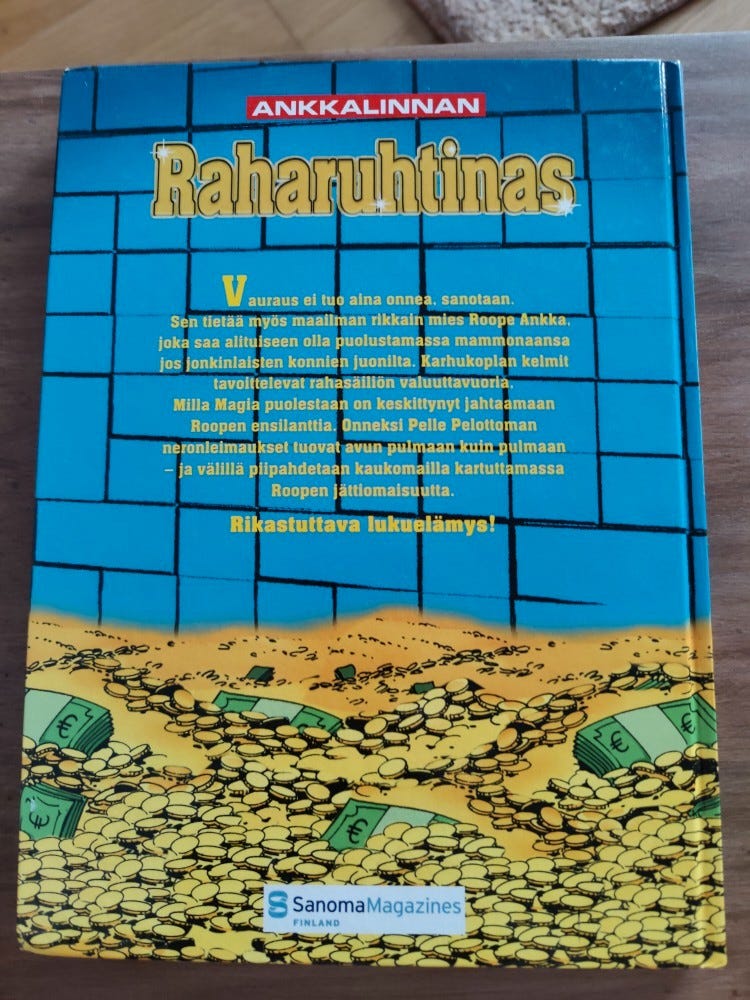 ANKKALINNAN
Raharuhtinas
Vauraus ei tuo aina onnea, sanotaan.
Sen tietää myös maailman rikkain mies Roope Ankka,
joka saa alituiseen olla puolustamassa mammonaansa
jos jonkinlaisten konnien juonilta. Karhukoplan kelmit
tavoittelevat rahasäiliön valuuttavuoria.
Milla Magia puolestaan on keskittynyt jahtaamaan
Roopen ensilanttia. Onneksi Pelle Pelottoman
neronleimaukset tuovat avun pulmaan kuin pulmaan
– ja välillä piipahdetaan kaukomailla kartuttamassa
Roopen jättiomaisuutta.
Rikastuttava lukuelämys!
€
€
€
€
SanomaMagazines
FINLAND